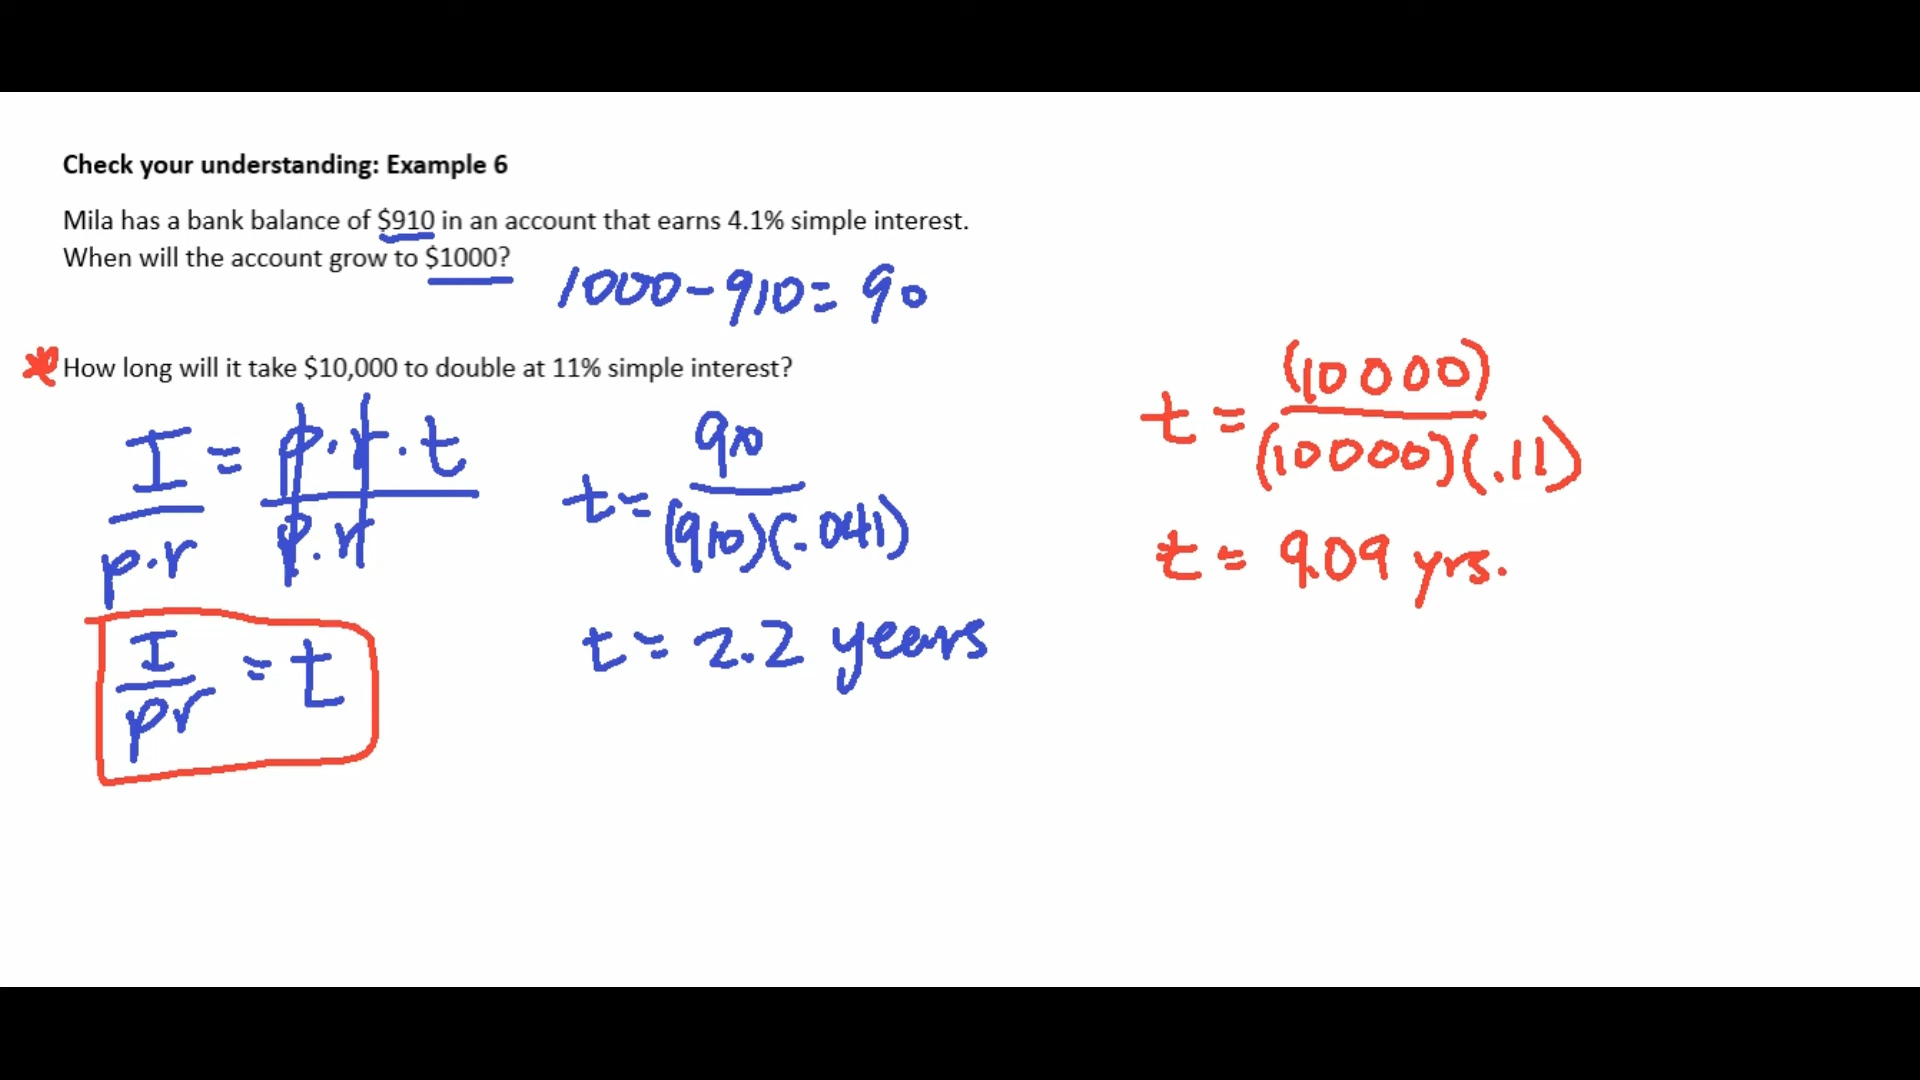 Check your understanding: Example 6
Mila has a bank balance of $910 in an account that earns 4.1% simple interest.
When will the account grow to $1000?
1000-910= 90
* How long will it take $10,000 to double at 11% simple interest?
I/p.r = p.r.t/p.r
I/pr = t
t= 90/(910)(.041)
t= 2.2 years
t= (10000)/(10000)(.11)
t= 9.09 yrs.